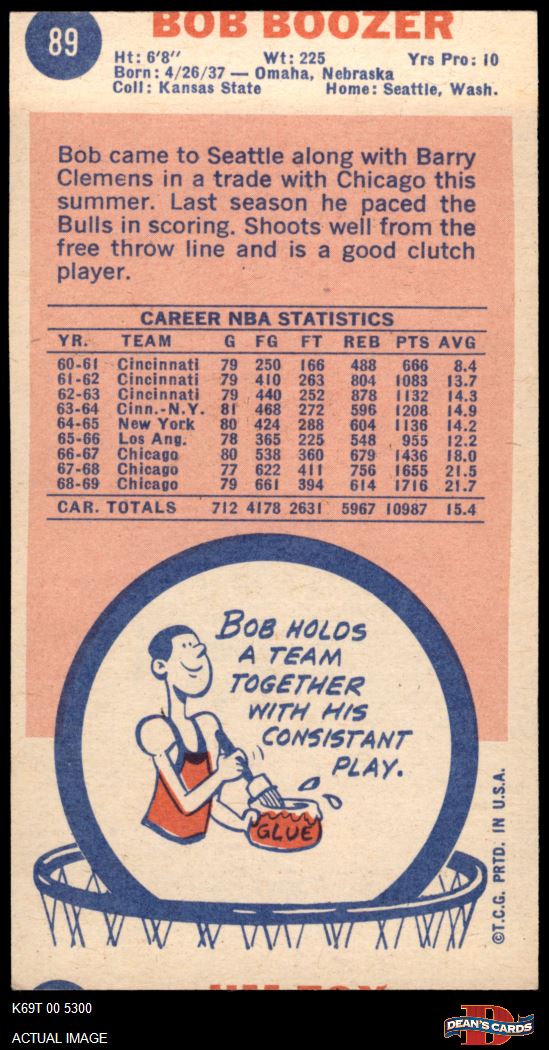 89
BOB BOOZER
Ht: 6'8" Wt: 225 Yrs Pro: 10
Born: 4/26/37 — Omaha, Nebraska
Coll: Kansas State Home: Seattle, Wash.
Bob came to Seattle along with Barry
Clemens in a trade with Chicago this
summer. Last season he paced the
Bulls in scoring. Shoots well from the
free throw line and is a good clutch
player.
CAREER NBA STATISTICS
YR. TEAM G FG FT REB PTS AVG
60-61 Cincinnati 79 250 166 488 666 8.4
61-62 Cincinnati 79 410 263 804 1083 13.7
62-63 Cincinnati 79 440 252 878 1132 14.3
63-64 Cinn.-N.Y. 81 468 272 596 1208 14.9
64-65 New York 80 424 288 604 1136 14.2
65-66 Los Ang. 78 365 225 548 955 12.2
66-67 Chicago 80 538 360 679 1436 18.0
67-68 Chicago 77 622 411 756 1655 21.5
68-69 Chicago 79 661 394 614 1716 21.7
CAR. TOTALS 712 4178 2631 5967 10987 15.4
BOB HOLDS
A TEAM
TOGETHER
WITH HIS
CONSISTANT
PLAY.
GLUE
©T.C.G. PRTD. IN U.S.A.
K69T 00 5300
ACTUAL IMAGE
D
DEAN'S CARDS